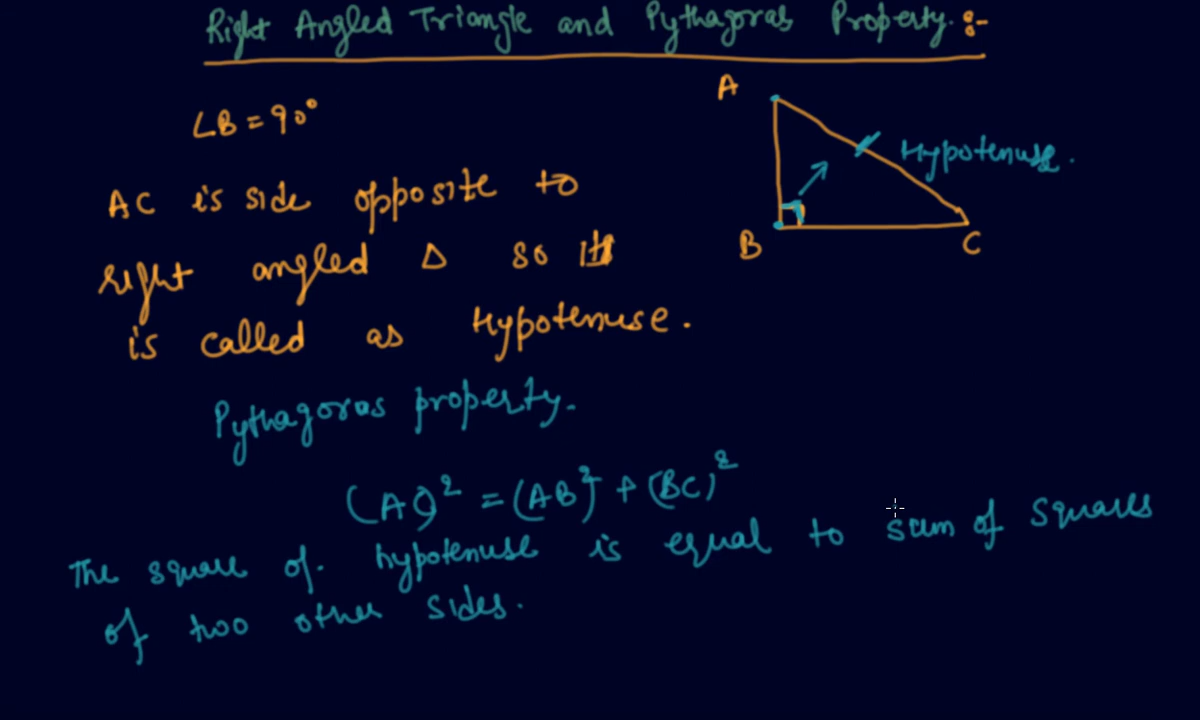 Right Angled Triangle and Pythagoras Property :-
∠B = 90°
A
Hypotenuse.
B
C
AC is side opposite to
right angled Δ so it
is called as Hypotenuse.
Pythagoras property.
(AC)² = (AB)² + (BC)²
The square of. hypotenuse is equal to sum of squares
of two other sides.